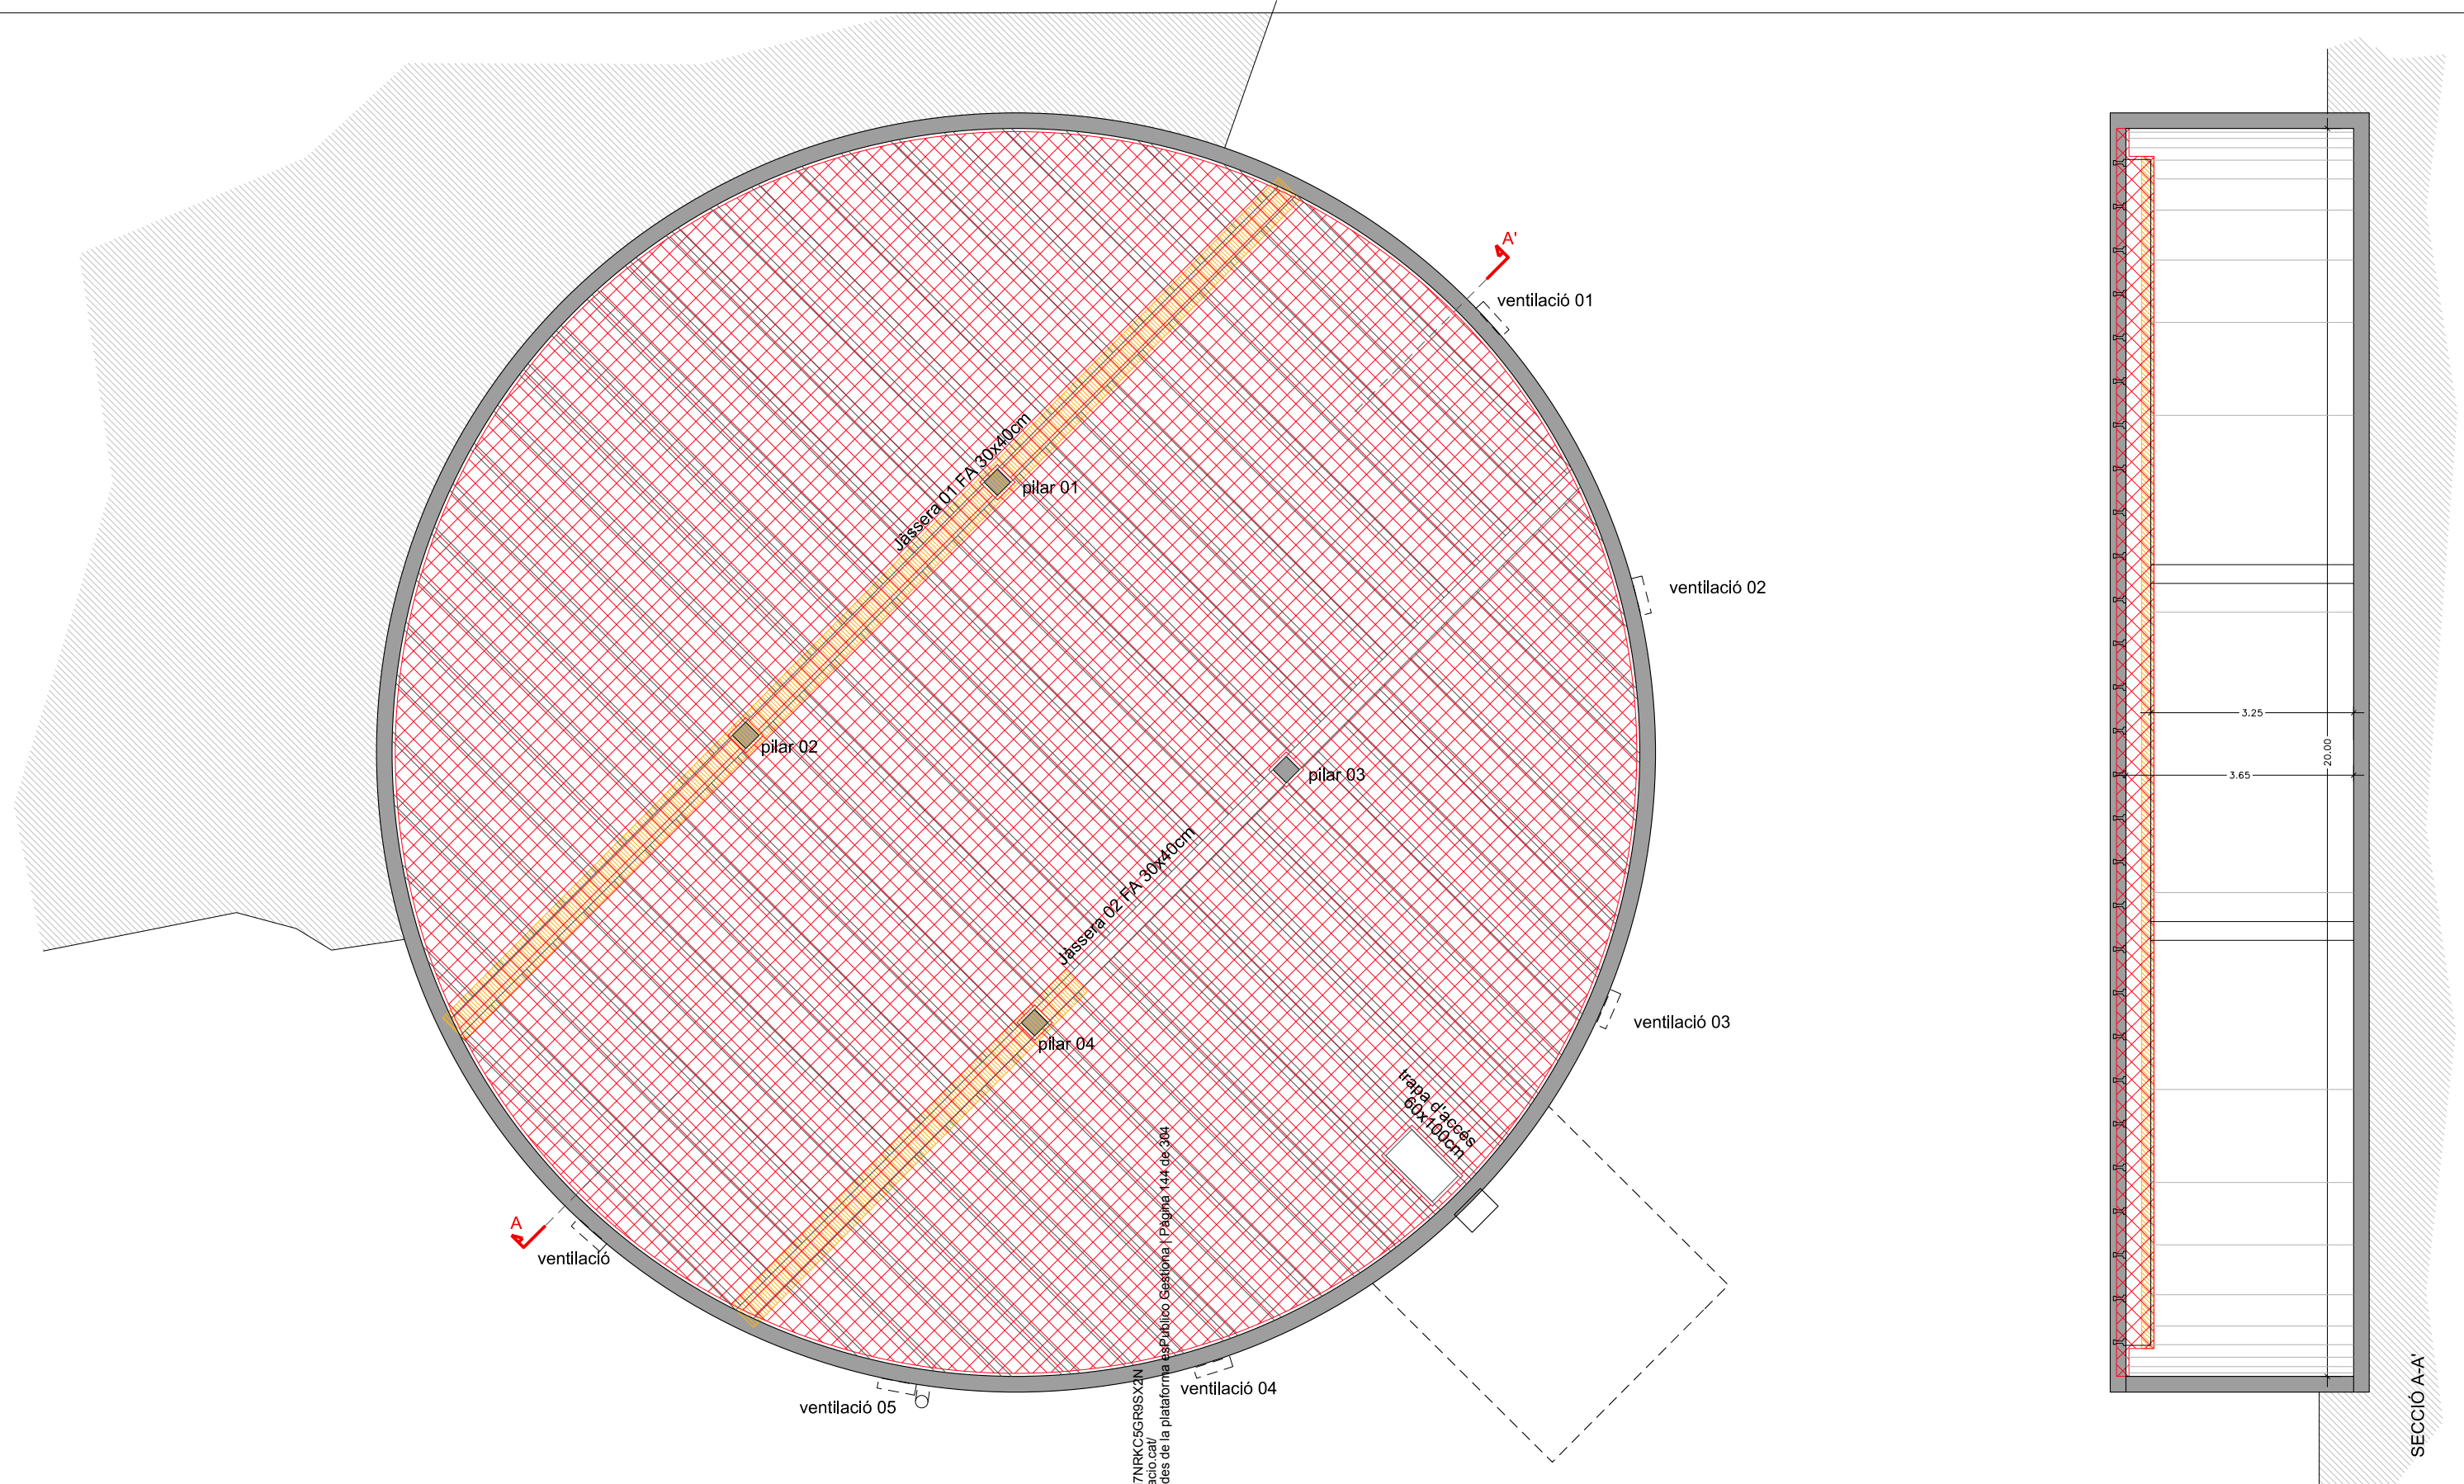 A'
ventilació 01
Jàssera 01 FA 30x40cm
pilar 01
ventilació 02
3.25
20.00
3.65
pilar 02
pilar 03
Jàssera 02 FA 30x40cm
pilar 04
ventilació 03
trapa d'accés
60x100cm
A
ventilació
ventilació 04
ventilació 05
7NRKC5GR9SX2N
acio.cat/
des de la plataforma esPublico Gestiona | Pàgina 144 de 304
SECCIÓ A-A'